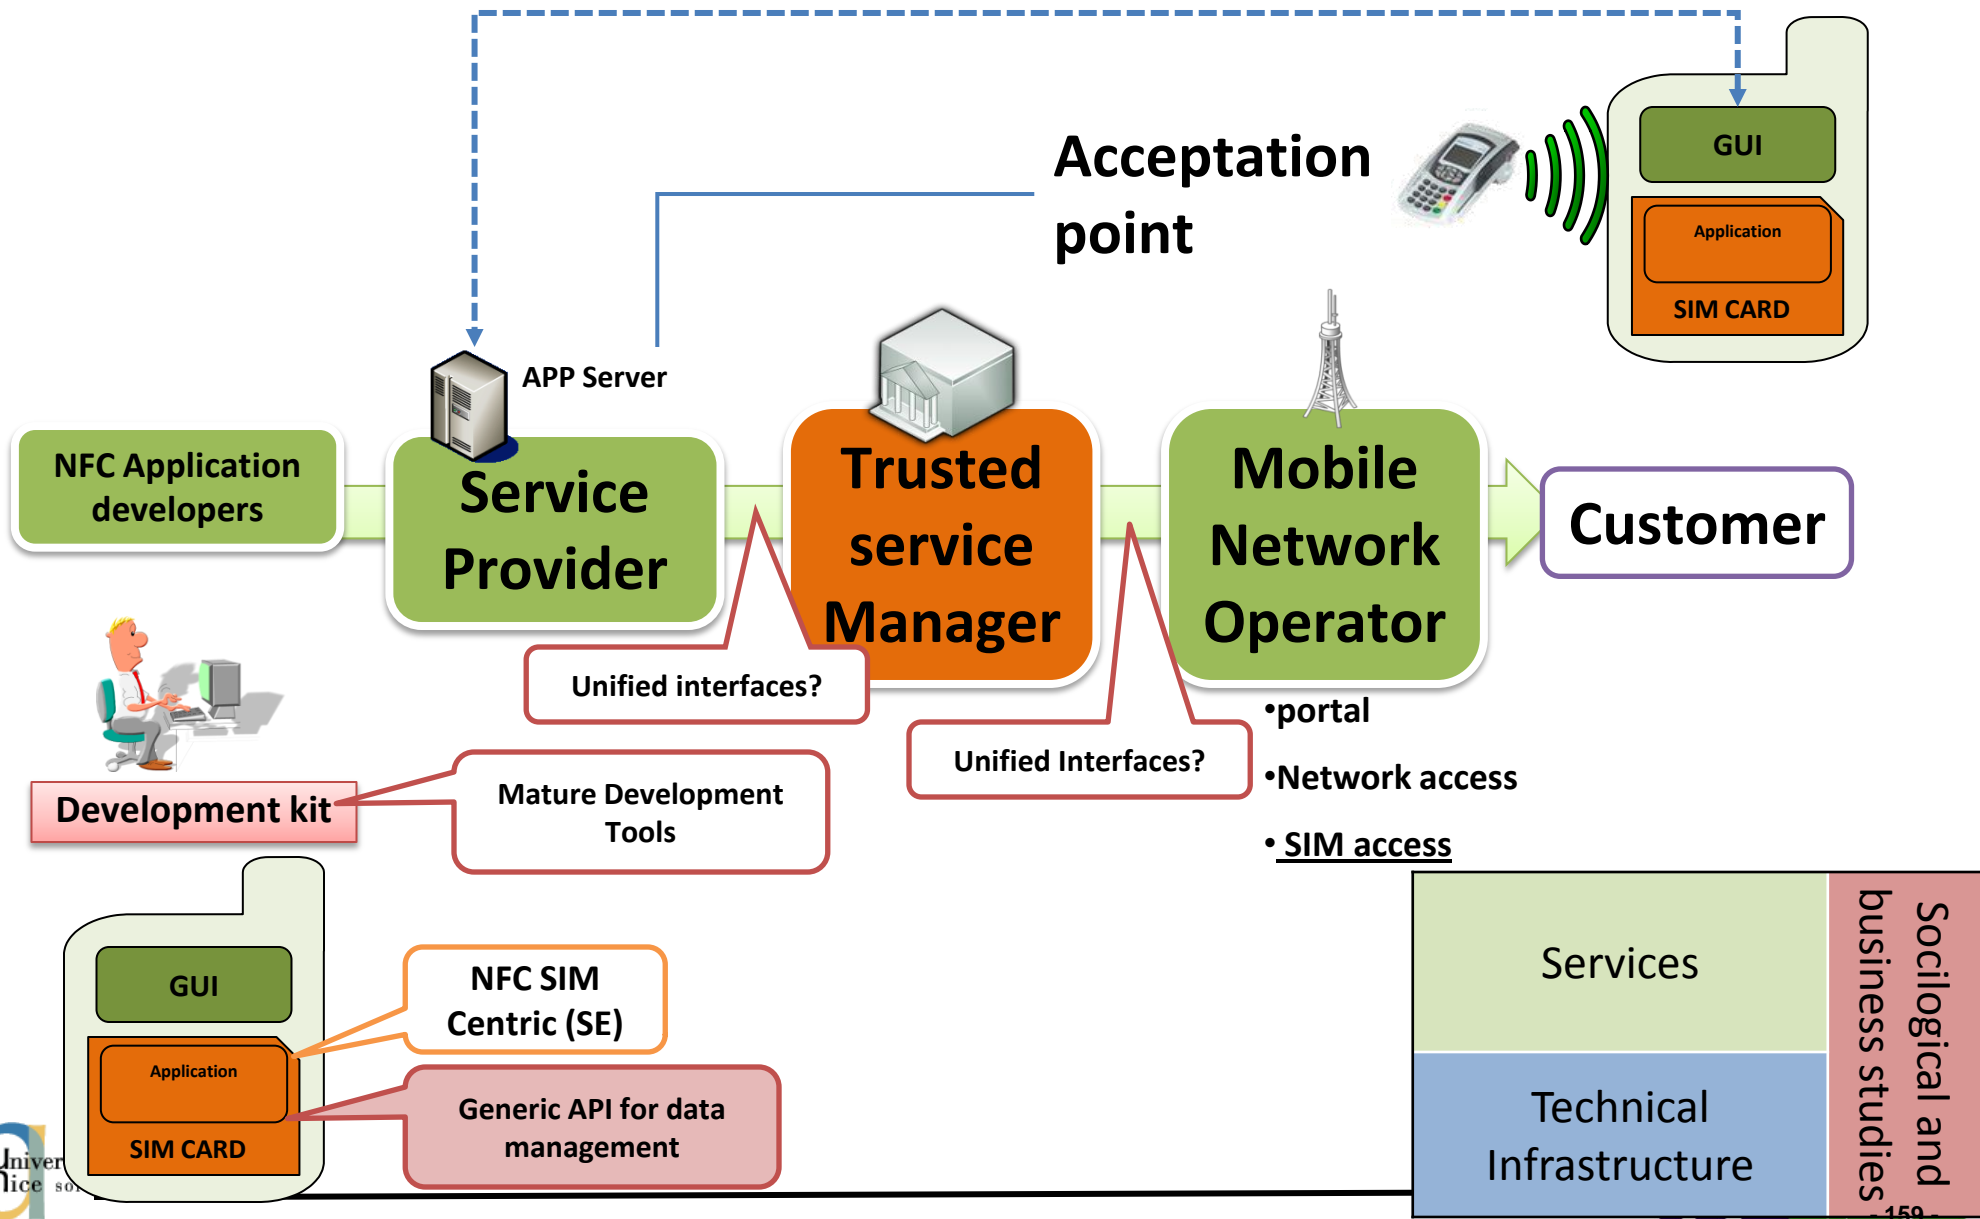 Acceptation
point
GUI
Application
SIM CARD
APP Server
NFC Application
developers
Service
Provider
Trusted
service
Manager
Mobile
Network
Operator
Customer
Unified interfaces?
Unified Interfaces?
•portal
•Network access
• SIM access
Development kit
Mature Development
Tools
GUI
Application
SIM CARD
NFC SIM
Centric (SE)
Generic API for data
management
Services
Technical
Infrastructure
Socilogical and
business studies
- 159 -